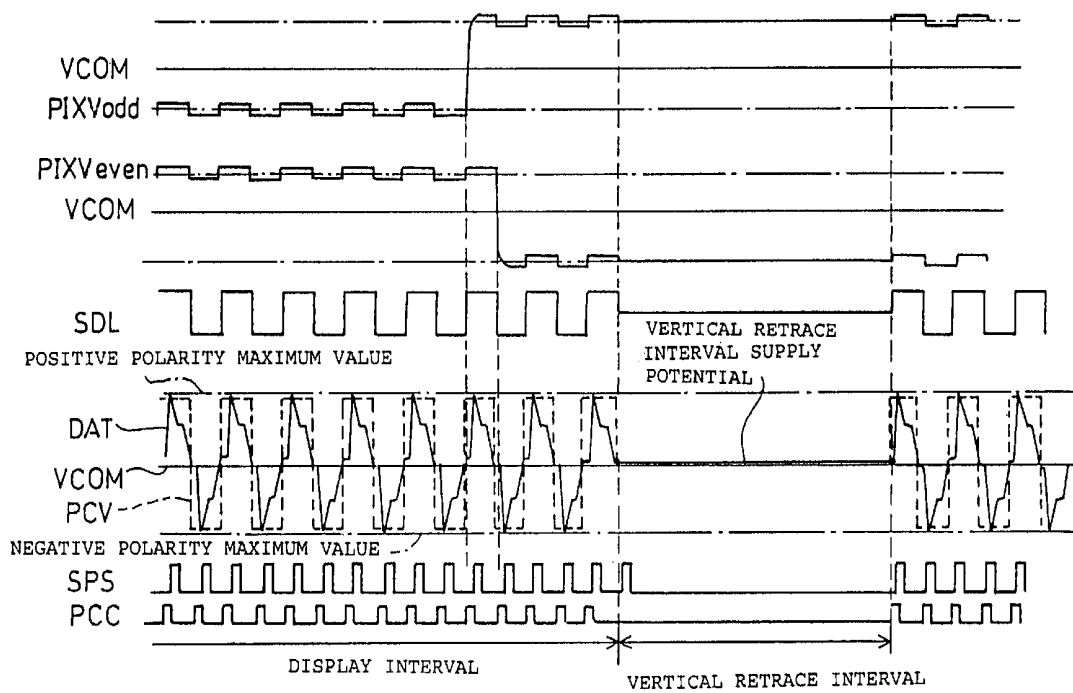 VCOM
PIXVodd
PIXVeven
VCOM
SDL
VERTICAL RETRACE
INTERVAL SUPPLY
POTENTIAL
POSITIVE POLARITY MAXIMUM VALUE
DAT
VCOM
PCV
NEGATIVE POLARITY MAXIMUM VALUE
SPS
PCC
DISPLAY INTERVAL
VERTICAL RETRACE INTERVAL